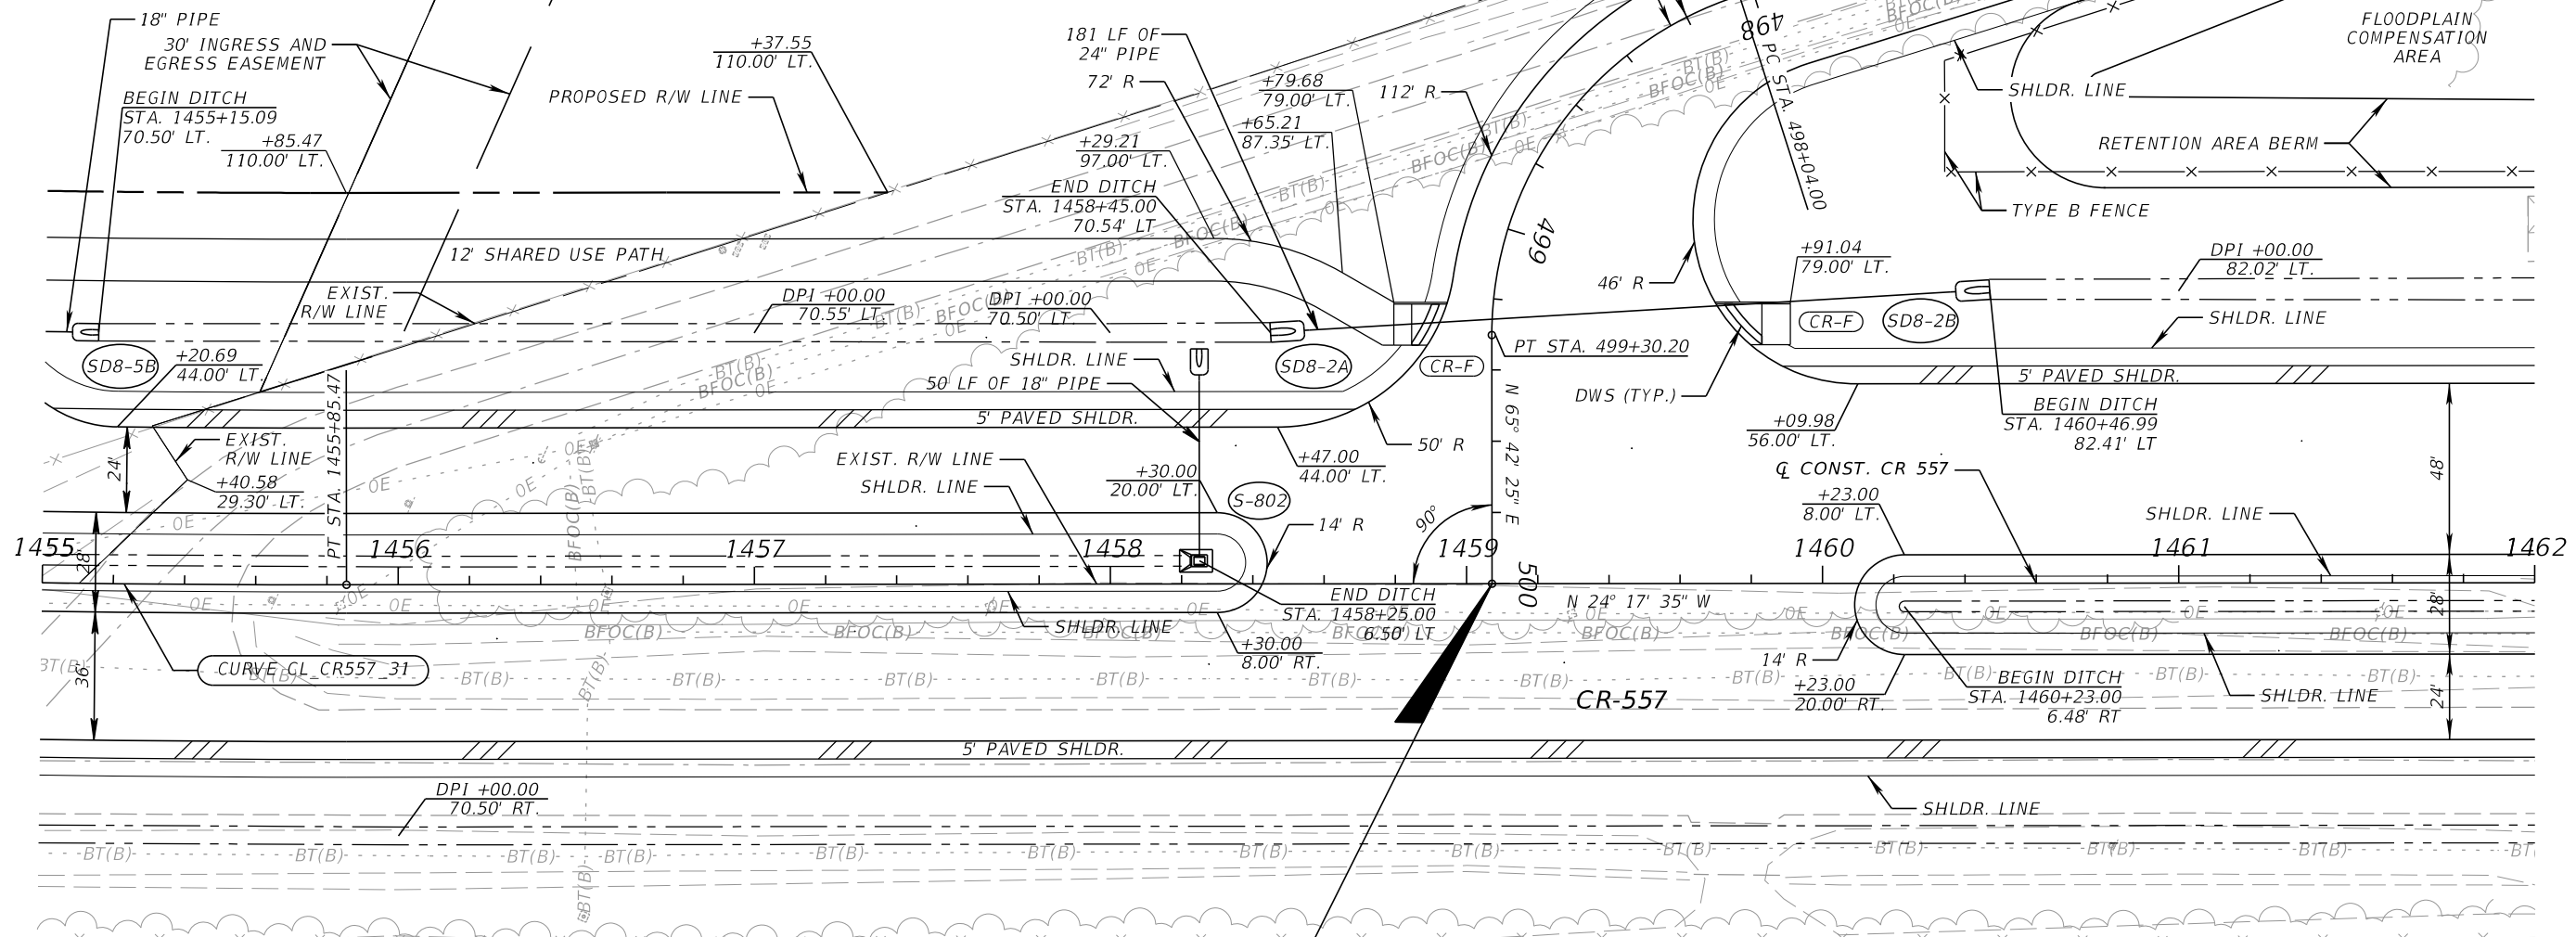 18" PIPE
30' INGRESS AND
EGRESS EASEMENT
BEGIN DITCH
STA. 1455+15.09
70.50' LT.
+85.47
110.00' LT.
+37.55
110.00' LT.
PROPOSED R/W LINE
181 LF OF
24" PIPE
72' R
+79.68
79.00' LT.
+65.21
87.35' LT.
112' R
+29.21
97.00' LT.
END DITCH
STA. 1458+45.00
70.54' LT
498
PC STA. 498+04.00
FLOODPLAIN
COMPENSATION
AREA
SHLDR. LINE
RETENTION AREA BERM
TYPE B FENCE
12' SHARED USE PATH
EXIST.
R/W LINE
DPI +00.00
70.55' LT.
DPI +00.00
70.50' LT.
499
46' R
+91.04
79.00' LT.
DPI +00.00
82.02' LT.
SD8-5B
+20.69
44.00' LT.
SHLDR. LINE
50 LF OF 18" PIPE
SD8-2A
CR-F
PT STA. 499+30.20
CR-F
SD8-2B
SHLDR. LINE
DWS (TYP.)
5' PAVED SHLDR.
5' PAVED SHLDR.
BEGIN DITCH
STA. 1460+46.99
82.41' LT
+09.98
56.00' LT.
EXIST.
R/W LINE
24'
+40.58
29.30' LT.
PT STA. 1455+85.47
EXIST. R/W LINE
SHLDR. LINE
+30.00
20.00' LT.
+47.00
44.00' LT.
50' R
S-802
14' R
N 65° 42' 25" E
90°
℄ CONST. CR 557
+23.00
8.00' LT.
SHLDR. LINE
48'
1455
1456
1457
1458
1459
1460
1461
1462
28'
500
N 24° 17' 35" W
END DITCH
STA. 1458+25.00
6.50' LT
SHLDR. LINE
+30.00
8.00' RT.
28'
CURVE CL_CR557_31
36'
CR-557
14' R
+23.00
20.00' RT.
BEGIN DITCH
STA. 1460+23.00
6.48' RT
SHLDR. LINE
24'
5' PAVED SHLDR.
DPI +00.00
70.50' RT.
SHLDR. LINE
BT(B)
BFOC(B)
OE